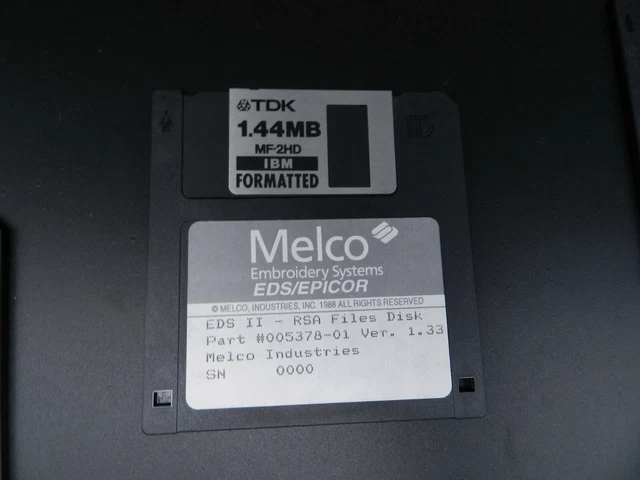 TDK
1.44MB
MF-2HD
IBM
FORMATTED
HD
Melco
Embroidery Systems
EDS/EPICOR
© MELCO, INDUSTRIES, INC. 1988 ALL RIGHTS RESERVED
EDS II - RSA Files Disk
Part #005378-01 Ver. 1.33
Melco Industries
SN 0000